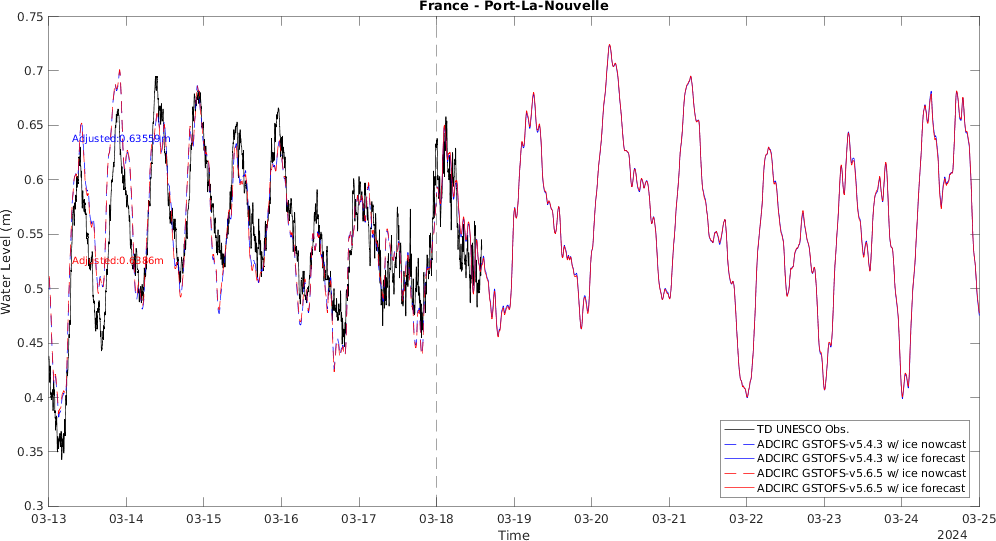 France - Port-La-Nouvelle
Water Level (m)
0.75
0.7
0.65
0.6
0.55
0.5
0.45
0.4
0.35
0.3
Adjusted:0.63559m
Adjusted:0.6386m
TD UNESCO Obs.
ADCIRC GSTOFS-v5.4.3 w/ ice nowcast
ADCIRC GSTOFS-v5.4.3 w/ ice forecast
ADCIRC GSTOFS-v5.6.5 w/ ice nowcast
ADCIRC GSTOFS-v5.6.5 w/ ice forecast
03-13 03-14 03-15 03-16 03-17 03-18 03-19 03-20 03-21 03-22 03-23 03-24 03-25
Time
2024